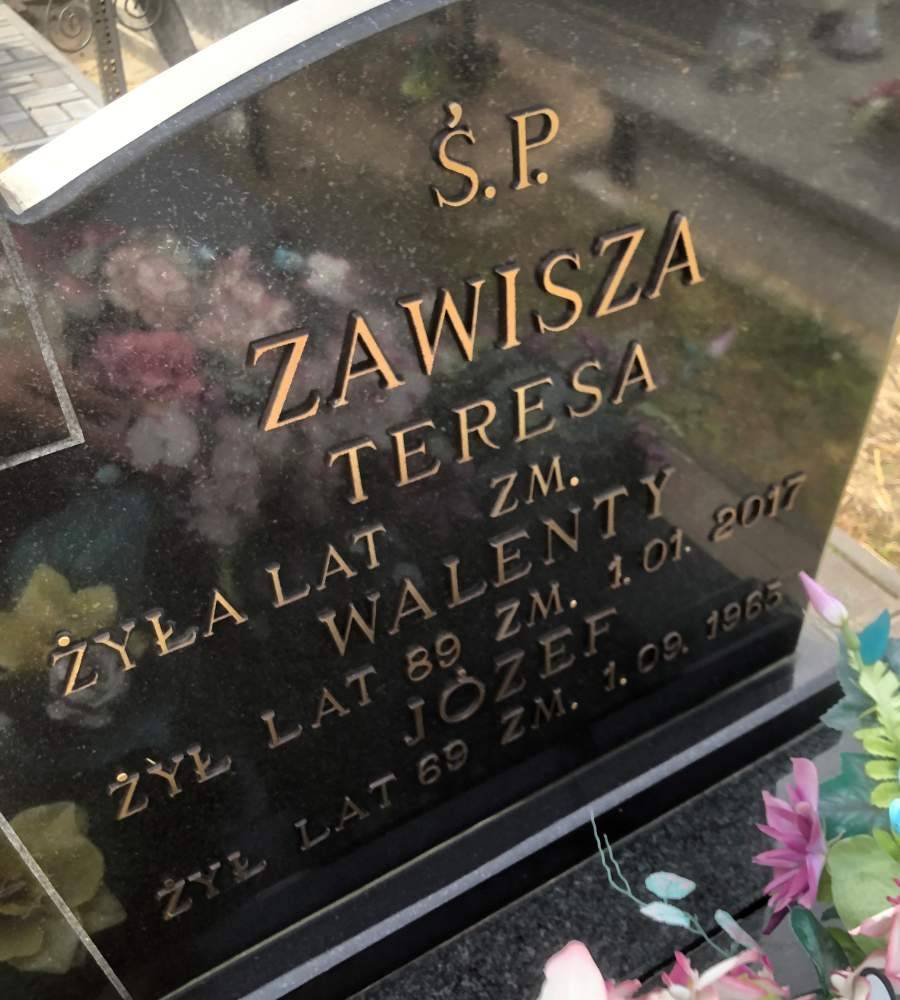 Ś.P.
ZAWISZA
TERESA
ŻYŁA LAT ZM.
WALENTY
ŻYŁ LAT 89 ZM. 1.01.2017
JÓZEF
ŻYŁ LAT 69 ZM. 1.09.1965